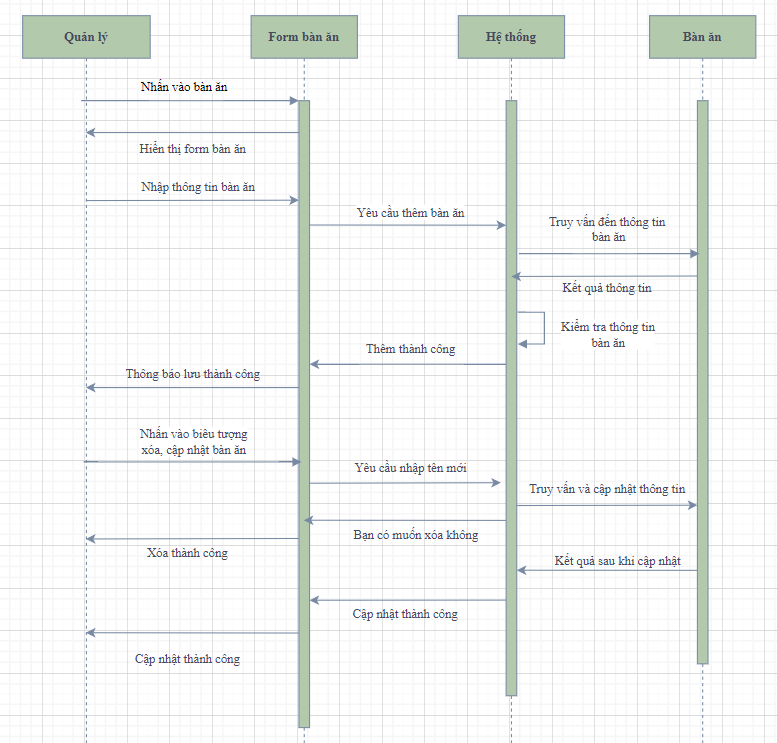 Quản lý
Form bàn ăn
Hệ thống
Bàn ăn
Nhấn vào bàn ăn
Hiển thị form bàn ăn
Nhập thông tin bàn ăn
Yêu cầu thêm bàn ăn
Truy vấn đến thông tin
bàn ăn
Kết quả thông tin
Kiểm tra thông tin
bàn ăn
Thêm thành công
Thông báo lưu thành công
Nhấn vào biêu tượng
xóa, cập nhật bàn ăn
Yêu cầu nhập tên mới
Truy vấn và cập nhật thông tin
Bạn có muốn xóa không
Xóa thành công
Kết quả sau khi cập nhật
Cập nhật thành công
Cập nhật thành công